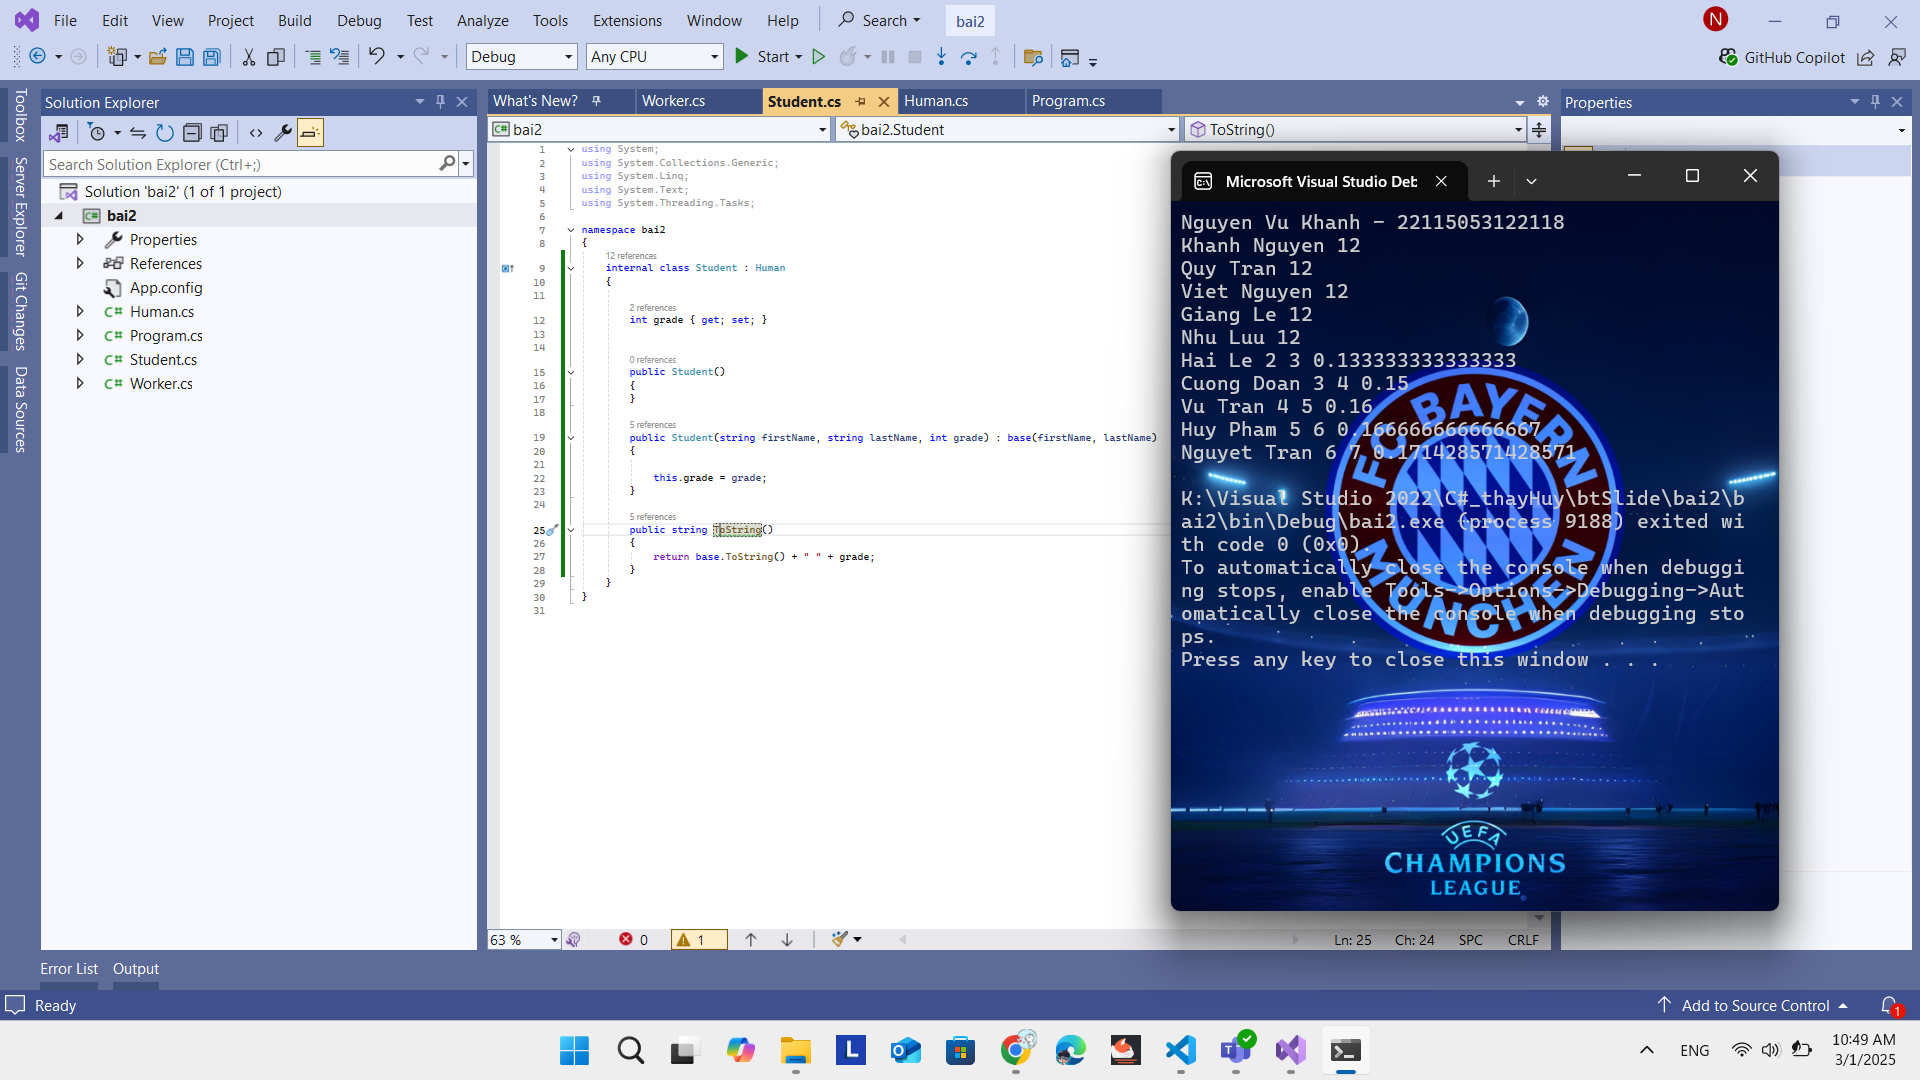 File Edit View Project Build Debug Test Analyze Tools Extensions Window Help Search bai2 N
Debug Any CPU Start GitHub Copilot
Toolbox
Server Explorer
Git Changes
Data Sources
Solution Explorer
Search Solution Explorer (Ctrl+;)
Solution 'bai2' (1 of 1 project)
C# bai2
Properties
References
App.config
C# Human.cs
C# Program.cs
C# Student.cs
C# Worker.cs
What's New? Worker.cs Student.cs Human.cs Program.cs
C# bai2 bai2.Student ToString()
1 using System;
2 using System.Collections.Generic;
3 using System.Linq;
4 using System.Text;
5 using System.Threading.Tasks;
6
7 namespace bai2
8 {
12 references
9 internal class Student : Human
10 {
11
2 references
12 int grade { get; set; }
13
14
0 references
15 public Student()
16 {
17 }
18
5 references
19 public Student(string firstName, string lastName, int grade) : base(firstName, lastName)
20 {
21
22 this.grade = grade;
23 }
24
5 references
25 public string ToString()
26 {
27 return base.ToString() + " " + grade;
28 }
29 }
30 }
31
63 % 0 1 Ln: 25 Ch: 24 SPC CRLF
Properties
Microsoft Visual Studio Deb
Nguyen Vu Khanh - 22115053122118
Khanh Nguyen 12
Quy Tran 12
Viet Nguyen 12
Giang Le 12
Nhu Luu 12
Hai Le 2 3 0.133333333333333
Cuong Doan 3 4 0.15
Vu Tran 4 5 0.16
Huy Pham 5 6 0.166666666666667
Nguyet Tran 6 7 0.171428571428571
K:\Visual Studio 2022\C#_thayHuy\btSlide\bai2\b
ai2\bin\Debug\bai2.exe (process 9188) exited wi
th code 0 (0x0).
To automatically close the console when debuggi
ng stops, enable Tools->Options->Debugging->Aut
omatically close the console when debugging sto
ps.
Press any key to close this window . . .
FC BAYERN
MÜNCHEN
UEFA
CHAMPIONS
LEAGUE
Error List Output
Ready Add to Source Control 1
L
ENG
10:49 AM
3/1/2025